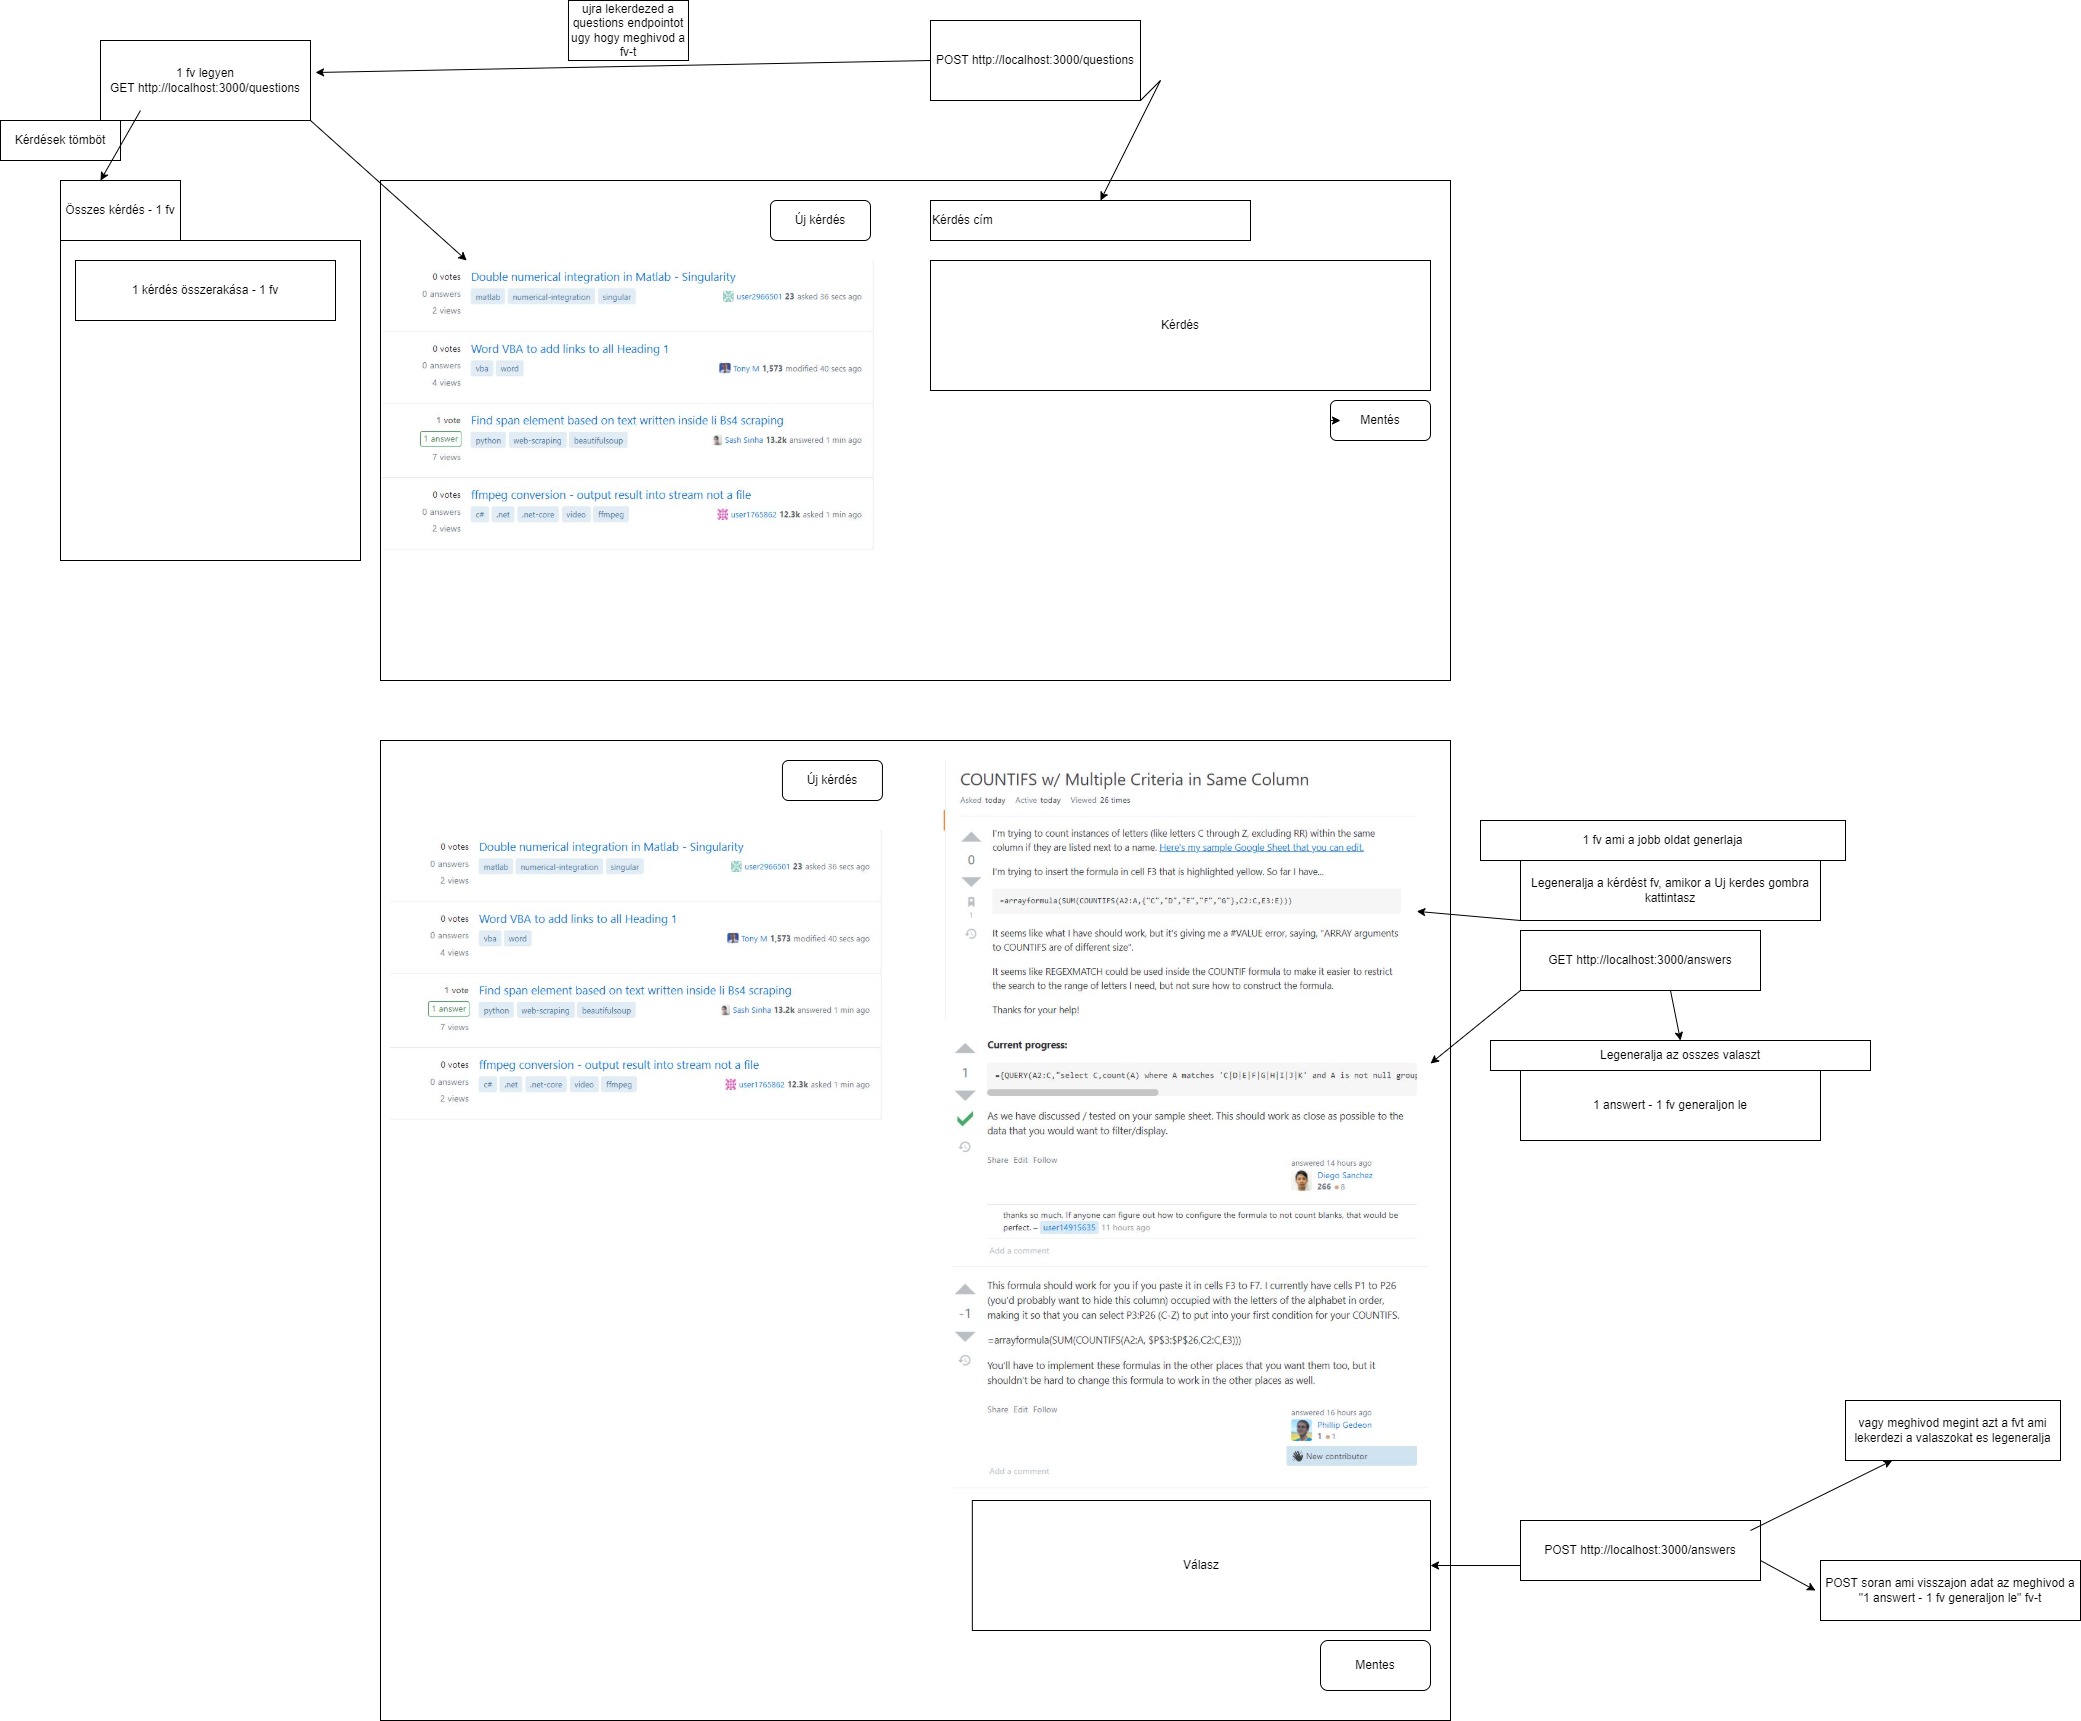 ujra lekerdezed a
questions endpointot
ugy hogy meghivod a
fv-t
1 fv legyen
GET http://localhost:3000/questions
POST http://localhost:3000/questions
Kérdések tömböt
Összes kérdés - 1 fv
1 kérdés összerakása - 1 fv
Új kérdés
0 votes
0 answers
2 views
Double numerical integration in Matlab - Singularity
matlab numerical-integration singular
user2966501 23 asked 36 secs ago
0 votes
0 answers
4 views
Word VBA to add links to all Heading 1
vba word
Tony M 1,573 modified 40 secs ago
1 vote
1 answer
7 views
Find span element based on text written inside li Bs4 scraping
python web-scraping beautifulsoup
Sash Sinha 13.2k answered 1 min ago
0 votes
0 answers
2 views
ffmpeg conversion - output result into stream not a file
c# .net .net-core video ffmpeg
user1765862 12.3k asked 1 min ago
Kérdés cím
Kérdés
Mentés
Új kérdés
0 votes
0 answers
2 views
Double numerical integration in Matlab - Singularity
matlab numerical-integration singular
user2966501 23 asked 36 secs ago
0 votes
0 answers
4 views
Word VBA to add links to all Heading 1
vba word
Tony M 1,573 modified 40 secs ago
1 vote
1 answer
7 views
Find span element based on text written inside li Bs4 scraping
python web-scraping beautifulsoup
Sash Sinha 13.2k answered 1 min ago
0 votes
0 answers
2 views
ffmpeg conversion - output result into stream not a file
c# .net .net-core video ffmpeg
user1765862 12.3k asked 1 min ago
COUNTIFS w/ Multiple Criteria in Same Column
Asked today Active today Viewed 26 times
0
1
I'm trying to count instances of letters (like letters C through Z, excluding RR) within the same
column if they are listed next to a name. Here's my sample Google Sheet that you can edit.
I'm trying to insert the formula in cell F3 that is highlighted yellow. So far I have...
=arrayformula(SUM(COUNTIFS(A2:A,{"C","D","E","F","G"},C2:C,E3:E)))
It seems like what I have should work, but it's giving me a #VALUE error, saying, "ARRAY arguments
to COUNTIFS are of different size".
It seems like REGEXMATCH could be used inside the COUNTIF formula to make it easier to restrict
the search to the range of letters I need, but not sure how to construct the formula.
Thanks for your help!
1
Current progress:
={QUERY(A2:C,"select C,count(A) where A matches 'C|D|E|F|G|H|I|J|K' and A is not null group
As we have discussed / tested on your sample sheet. This should work as close as possible to the
data that you would want to filter/display.
Share Edit Follow
answered 14 hours ago
Diego Sanchez
266 8
thanks so much. If anyone can figure out how to configure the formula to not count blanks, that would be
perfect. – user14915635 11 hours ago
Add a comment
-1
This formula should work for you if you paste it in cells F3 to F7. I currently have cells P1 to P26
(you'd probably want to hide this column) occupied with the letters of the alphabet in order,
making it so that you can select P3:P26 (C-Z) to put into your first condition for your COUNTIFS.
=arrayformula(SUM(COUNTIFS(A2:A, $P$3:$P$26,C2:C,E3)))
You'll have to implement these formulas in the other places that you want them too, but it
shouldn't be hard to change this formula to work in the other places as well.
Share Edit Follow
answered 16 hours ago
Phillip Gedeon
1 1
New contributor
Add a comment
Válasz
Mentes
1 fv ami a jobb oldat generlaja
Legeneralja a kérdést fv, amikor a Uj kerdes gombra
kattintasz
GET http://localhost:3000/answers
Legeneralja az osszes valaszt
1 answert - 1 fv generaljon le
vagy meghivod megint azt a fvt ami
lekerdezi a valaszokat es legeneralja
POST http://localhost:3000/answers
POST soran ami visszajon adat az meghivod a
"1 answert - 1 fv generaljon le" fv-t